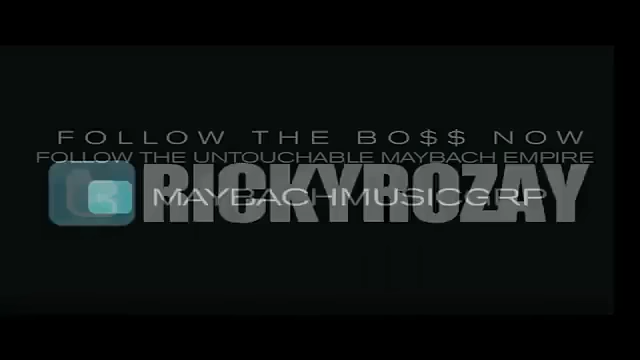 FOLLOW THE BO$$ NOW
FOLLOW THE UNTOUCHABLE MAYBACH EMPIRE
RICKYROZAY
MAYBACHMUSICGRP